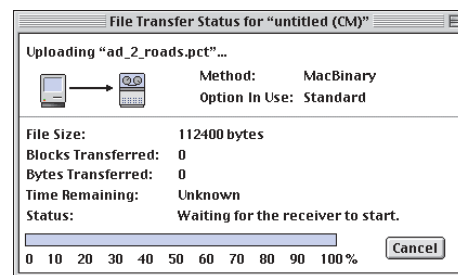 File Transfer Status for “untitled (CM)”
Uploading “ad_2_roads.pct”...
Method: MacBinary
Option In Use: Standard
File Size: 112400 bytes
Blocks Transferred: 0
Bytes Transferred: 0
Time Remaining: Unknown
Status: Waiting for the receiver to start.
0 10 20 30 40 50 60 70 80 90 100%
Cancel